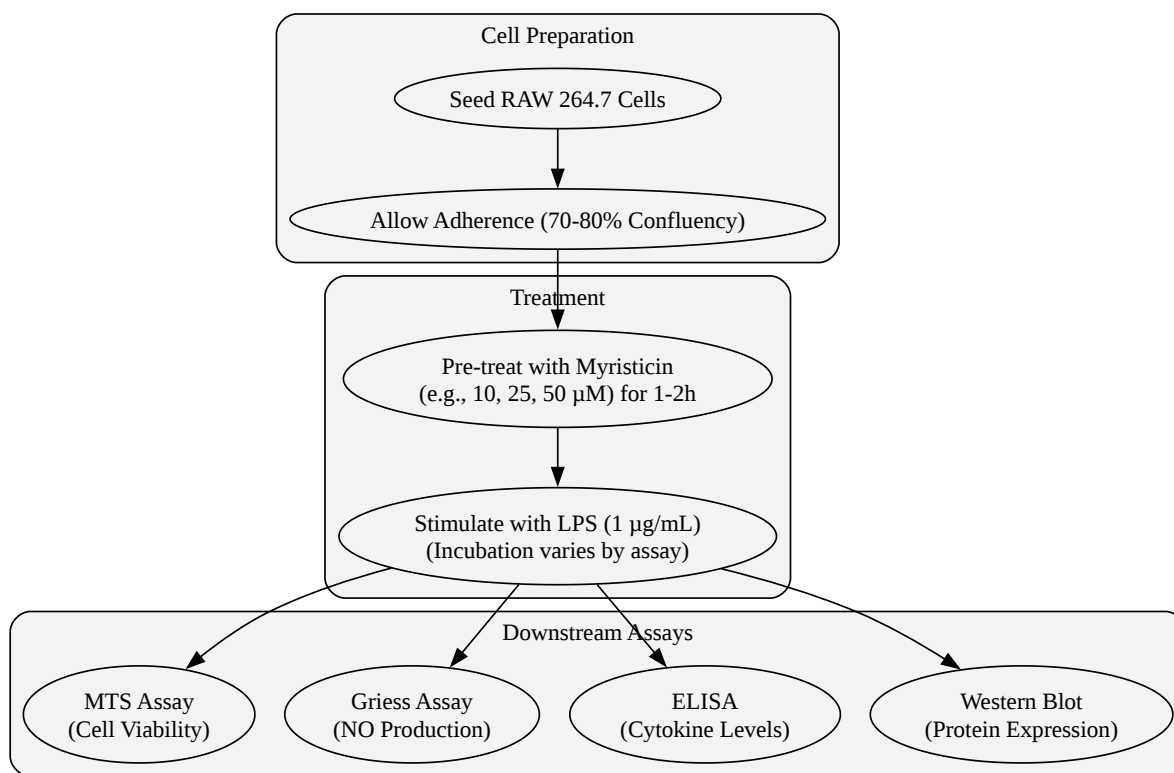 Cell Preparation
Seed RAW 264.7 Cells
Allow Adherence (70-80% Confluency)
Treatment
Pre-treat with Myristicin
(e.g., 10, 25, 50 µM) for 1-2h
Stimulate with LPS (1 µg/mL)
(Incubation varies by assay)
Downstream Assays
MTS Assay
(Cell Viability)
Griess Assay
(NO Production)
ELISA
(Cytokine Levels)
Western Blot
(Protein Expression)